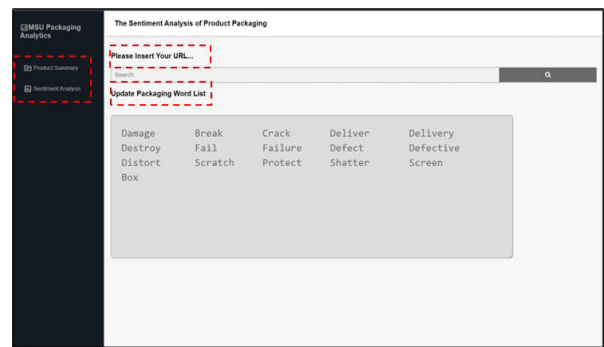 MSU Packaging
Analytics
Product Summary
Sentiment Analysis
The Sentiment Analysis of Product Packaging
Please Insert Your URL...
Search..
Update Packaging Word List
Damage Break Crack Deliver Delivery
Destroy Fail Failure Defect Defective
Distort Scratch Protect Shatter Screen
Box